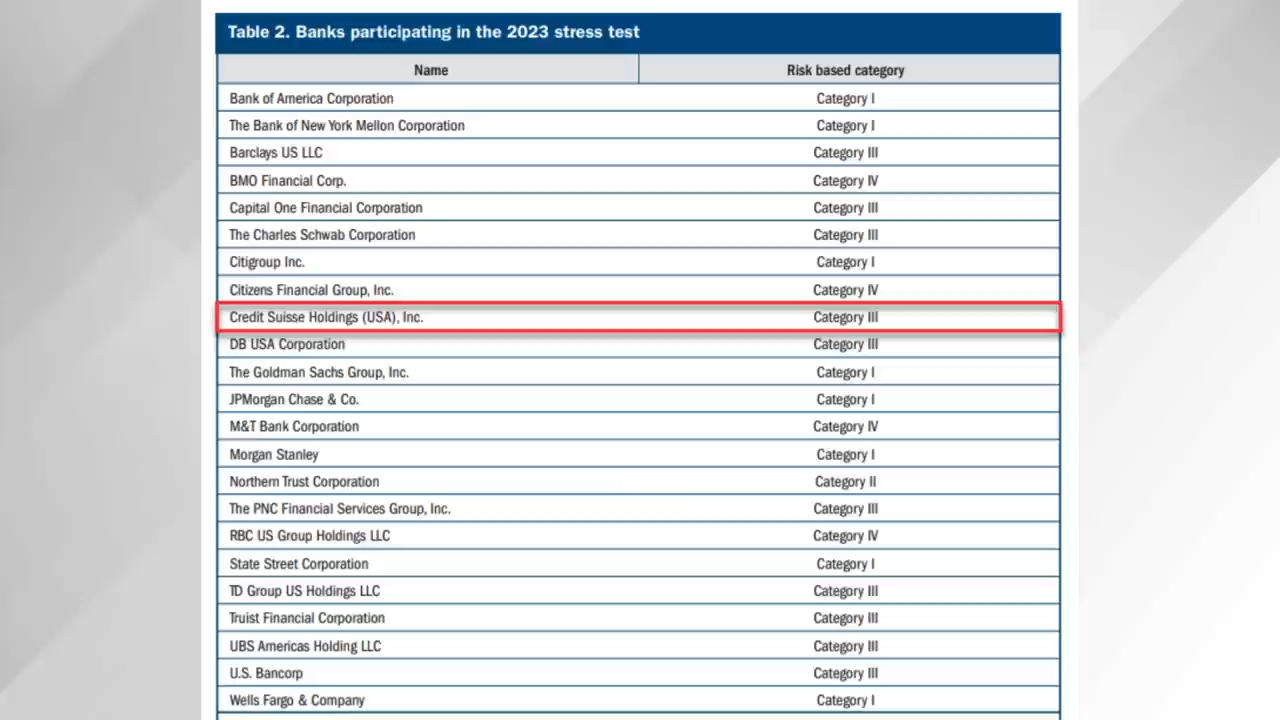 Table 2. Banks participating in the 2023 stress test
Name Risk based category
Bank of America Corporation Category I
The Bank of New York Mellon Corporation Category I
Barclays US LLC Category III
BMO Financial Corp. Category IV
Capital One Financial Corporation Category III
The Charles Schwab Corporation Category III
Citigroup Inc. Category I
Citizens Financial Group, Inc. Category IV
Credit Suisse Holdings (USA), Inc. Category III
DB USA Corporation Category III
The Goldman Sachs Group, Inc. Category I
JPMorgan Chase & Co. Category I
M&T Bank Corporation Category IV
Morgan Stanley Category I
Northern Trust Corporation Category II
The PNC Financial Services Group, Inc. Category III
RBC US Group Holdings LLC Category IV
State Street Corporation Category I
TD Group US Holdings LLC Category III
Truist Financial Corporation Category III
UBS Americas Holding LLC Category III
U.S. Bancorp Category III
Wells Fargo & Company Category I